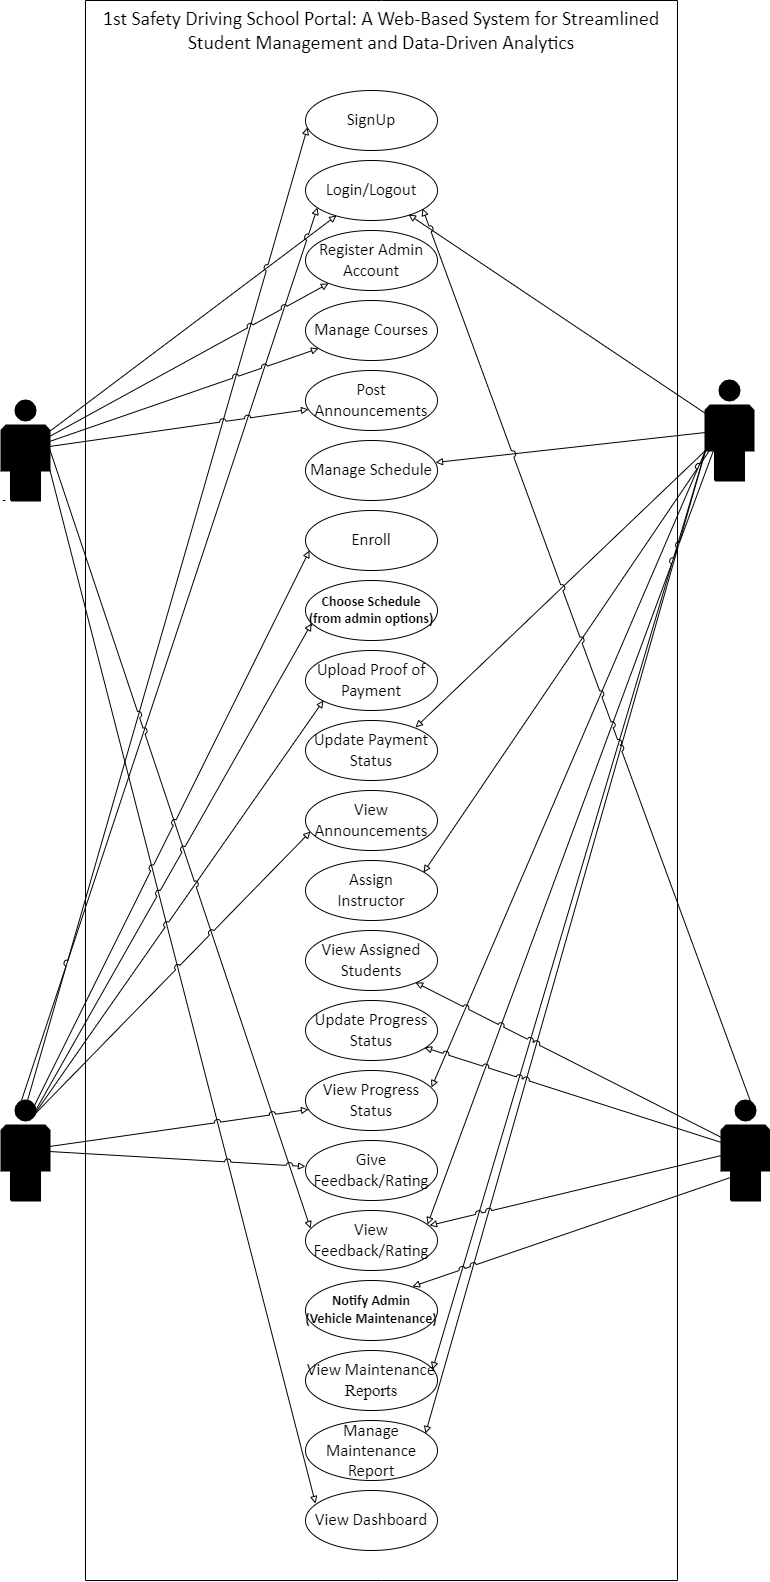 1st Safety Driving School Portal: A Web-Based System for Streamlined
Student Management and Data-Driven Analytics
SignUp
Login/Logout
Register Admin
Account
Manage Courses
Post
Announcements
Manage Schedule
Enroll
Choose Schedule
(from admin options)
Upload Proof of
Payment
Update Payment
Status
View
Announcements
Assign
Instructor
View Assigned
Students
Update Progress
Status
View Progress
Status
Give
Feedback/Rating
View
Feedback/Rating
Notify Admin
(Vehicle Maintenance)
View Maintenance
Reports
Manage
Maintenance
Report
View Dashboard